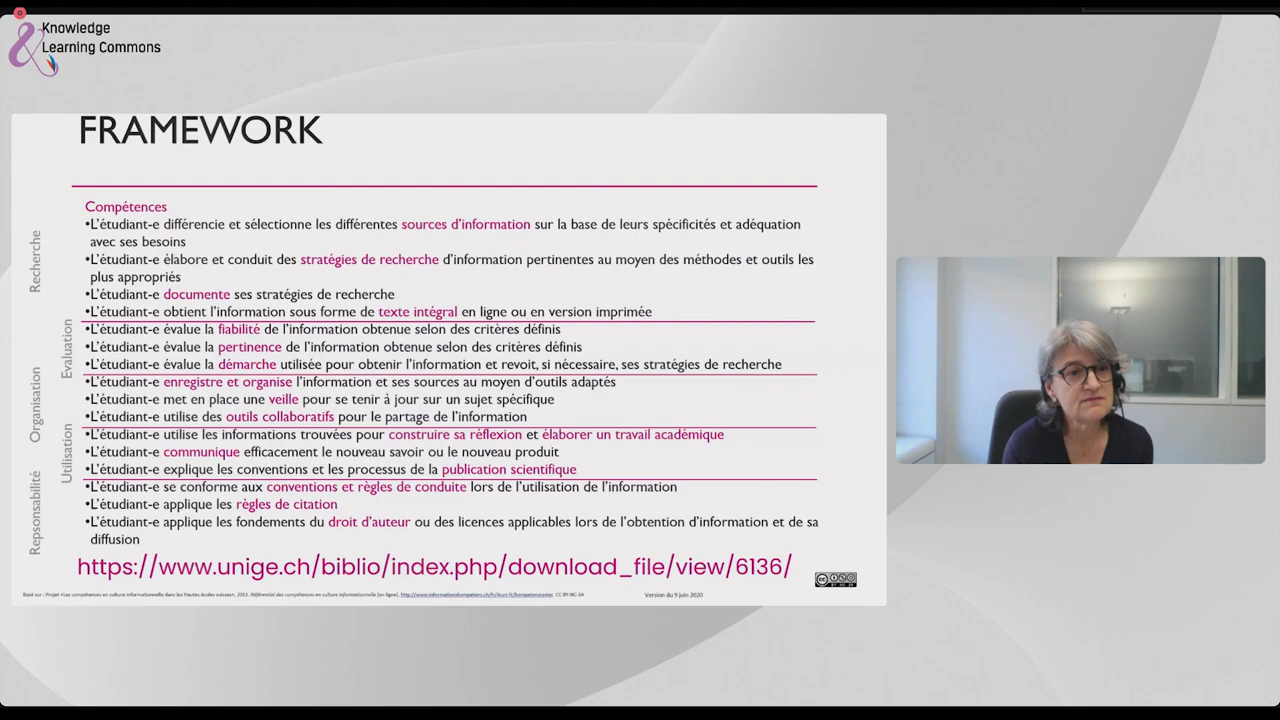 Knowledge
Learning Commons
FRAMEWORK
Compétences
•L'étudiant-e différencie et sélectionne les différentes sources d'information sur la base de leurs spécificités et adéquation
avec ses besoins
•L'étudiant-e élabore et conduit des stratégies de recherche d'information pertinentes au moyen des méthodes et outils les
plus appropriés
•L'étudiant-e documente ses stratégies de recherche
•L'étudiant-e obtient l'information sous forme de texte intégral en ligne ou en version imprimée
•L'étudiant-e évalue la fiabilité de l'information obtenue selon des critères définis
•L'étudiant-e évalue la pertinence de l'information obtenue selon des critères définis
•L'étudiant-e évalue la démarche utilisée pour obtenir l'information et revoit, si nécessaire, ses stratégies de recherche
•L'étudiant-e enregistre et organise l'information et ses sources au moyen d'outils adaptés
•L'étudiant-e met en place une veille pour se tenir à jour sur un sujet spécifique
•L'étudiant-e utilise des outils collaboratifs pour le partage de l'information
•L'étudiant-e utilise les informations trouvées pour construire sa réflexion et élaborer un travail académique
•L'étudiant-e communique efficacement le nouveau savoir ou le nouveau produit
•L'étudiant-e explique les conventions et les processus de la publication scientifique
•L'étudiant-e se conforme aux conventions et règles de conduite lors de l'utilisation de l'information
•L'étudiant-e applique les règles de citation
•L'étudiant-e applique les fondements du droit d'auteur ou des licences applicables lors de l'obtention d'information et de sa
diffusion
Recherche
Evaluation
Organisation
Utilisation
Repsonsabilité
https://www.unige.ch/biblio/index.php/download_file/view/6136/
Version du 9 juin 2020